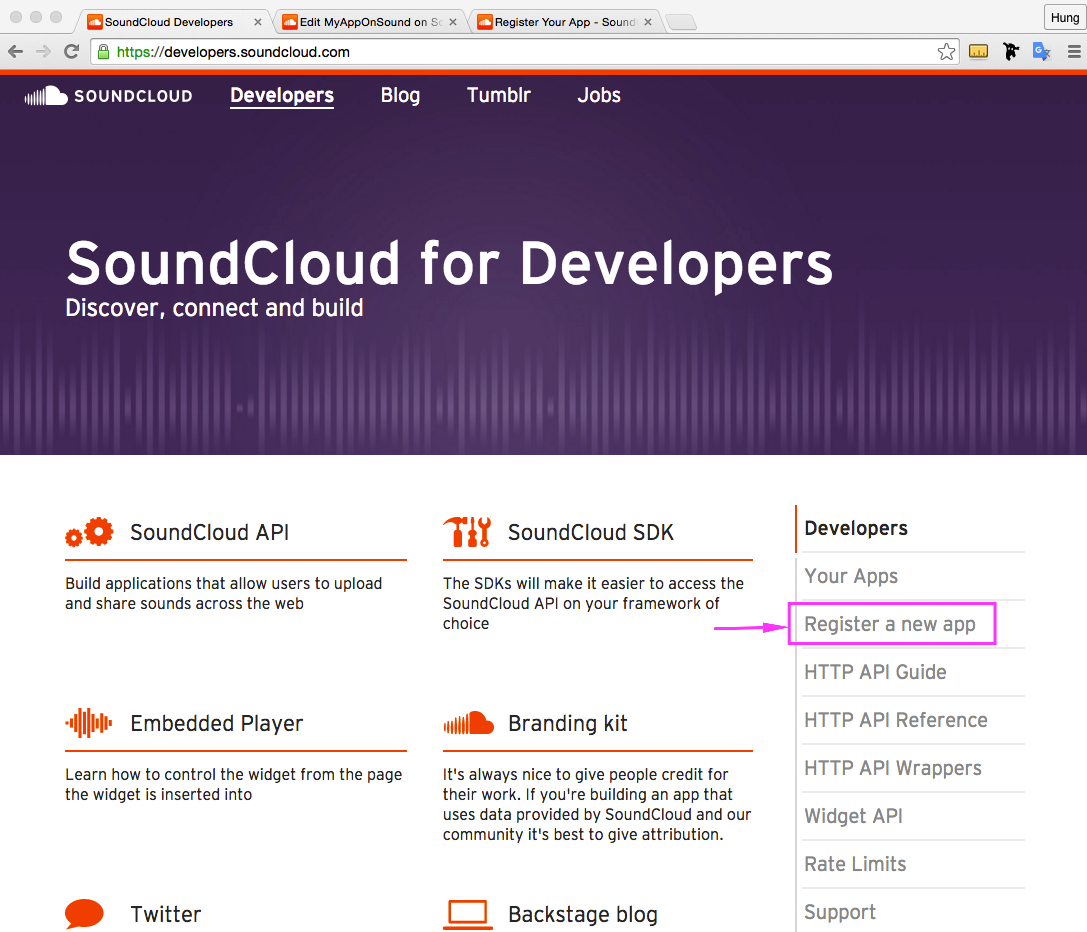 SoundCloud Developers
Edit MyAppOnSound on Sc
Register Your App - Sound
Hung
https://developers.soundcloud.com
SOUNDCLOUD
Developers
Blog
Tumblr
Jobs
SoundCloud for Developers
Discover, connect and build
SoundCloud API
Build applications that allow users to upload
and share sounds across the web
SoundCloud SDK
The SDKs will make it easier to access the
SoundCloud API on your framework of
choice
Embedded Player
Learn how to control the widget from the page
the widget is inserted into
Branding kit
It's always nice to give people credit for
their work. If you're building an app that
uses data provided by SoundCloud and our
community it's best to give attribution.
Twitter
Backstage blog
Developers
Your Apps
Register a new app
HTTP API Guide
HTTP API Reference
HTTP API Wrappers
Widget API
Rate Limits
Support